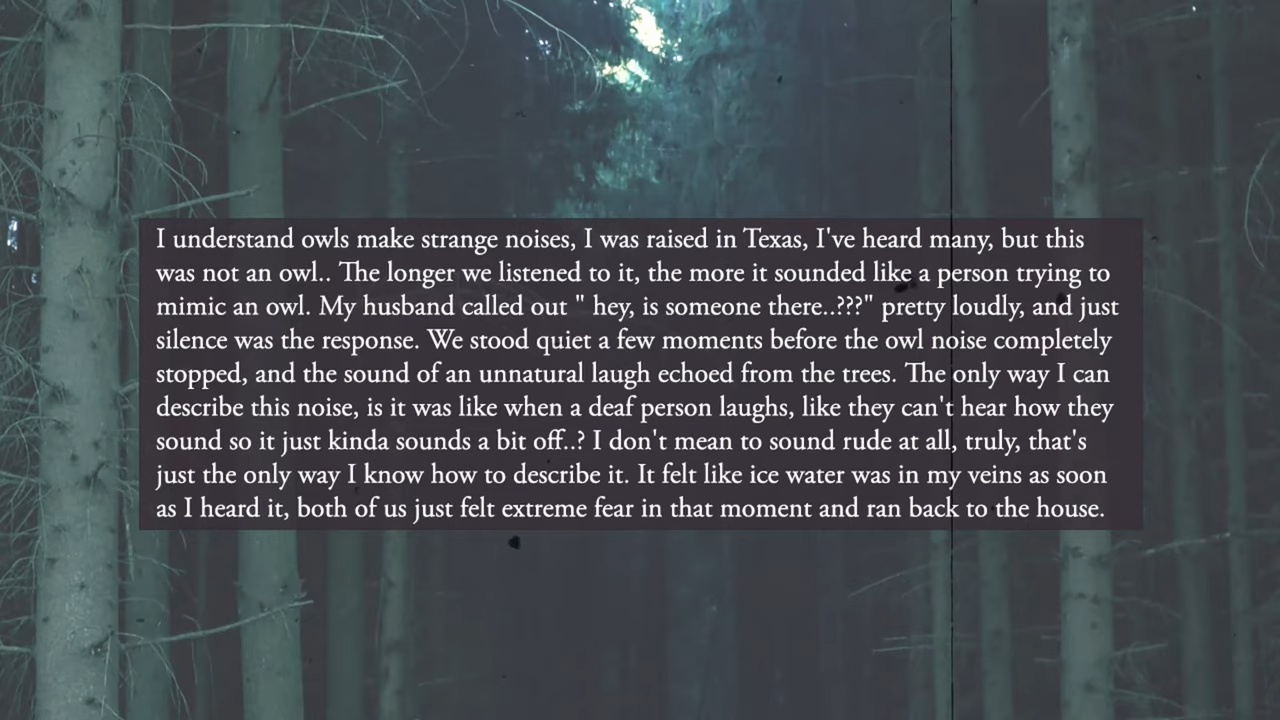 I understand owls make strange noises, I was raised in Texas, I've heard many, but this
was not an owl.. The longer we listened to it, the more it sounded like a person trying to
mimic an owl. My husband called out " hey, is someone there..???" pretty loudly, and just
silence was the response. We stood quiet a few moments before the owl noise completely
stopped, and the sound of an unnatural laugh echoed from the trees. The only way I can
describe this noise, is it was like when a deaf person laughs, like they can't hear how they
sound so it just kinda sounds a bit off..? I don't mean to sound rude at all, truly, that's
just the only way I know how to describe it. It felt like ice water was in my veins as soon
as I heard it, both of us just felt extreme fear in that moment and ran back to the house.